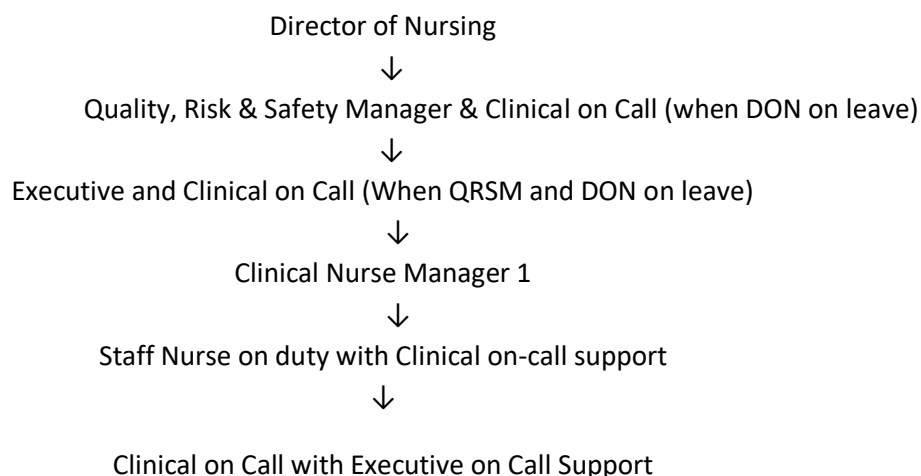 Director of Nursing
↓
Quality, Risk & Safety Manager & Clinical on Call (when DON on leave)
↓
Executive and Clinical on Call (When QRSM and DON on leave)
↓
Clinical Nurse Manager 1
↓
Staff Nurse on duty with Clinical on-call support
↓
Clinical on Call with Executive on Call Support